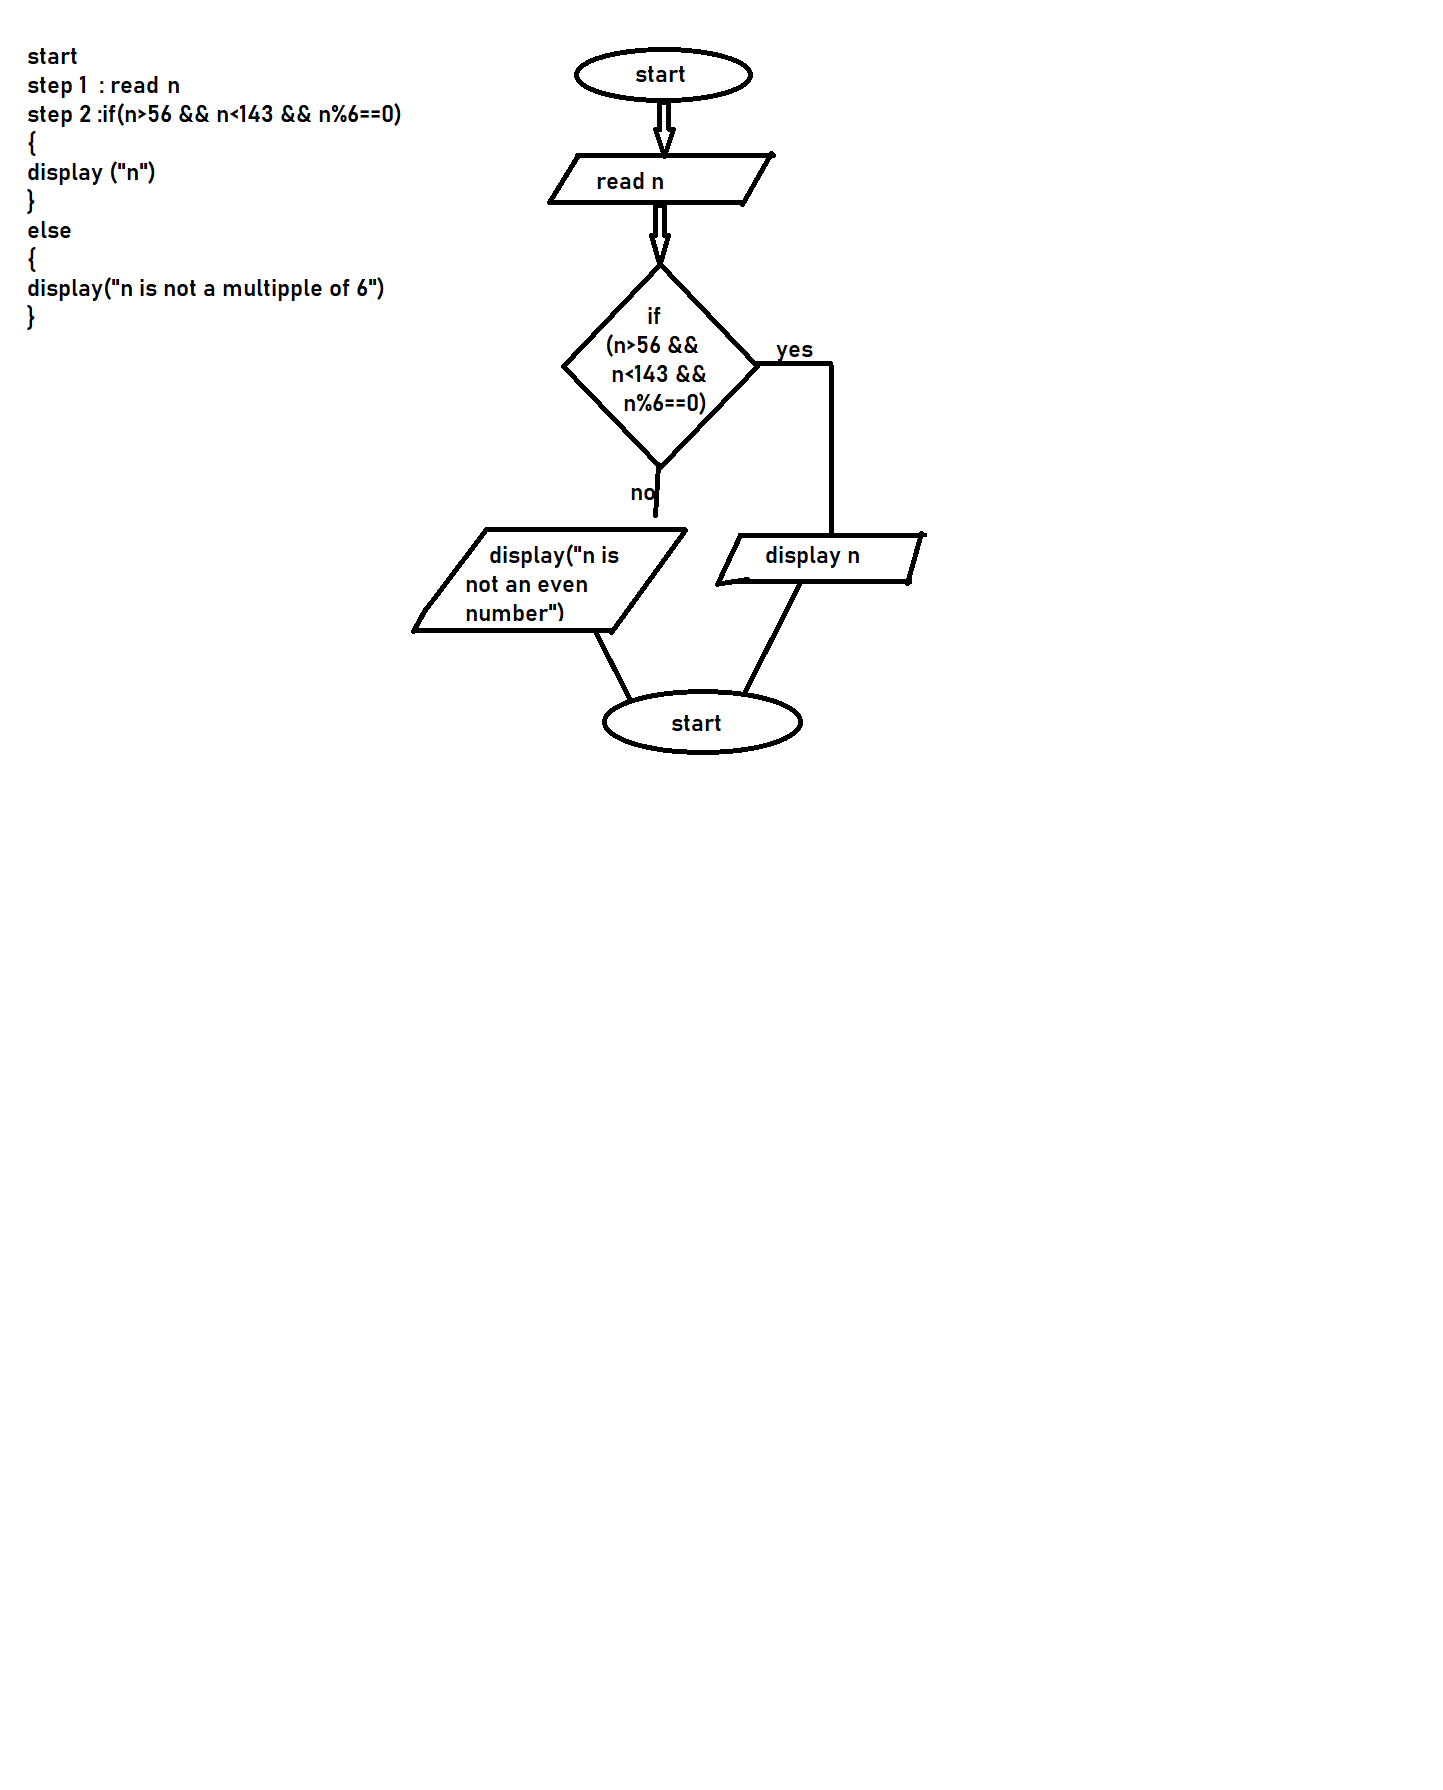 start
step 1  : read n
step 2 :if(n>56 && n<143 && n%6==0)
{
display ("n")
}
else
{
display("n is not a multipple of 6")
}
start
read n
if
(n>56 &&
n<143 &&
n%6==0)
yes
no
display("n is
not an even
number")
display n
start